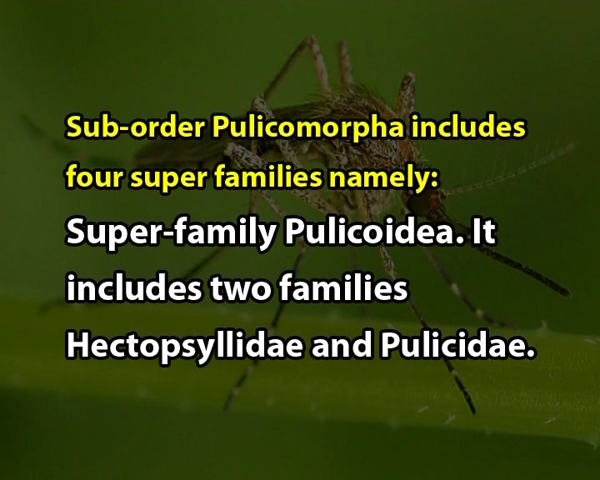 Sub-order Pulicomorpha includes
four super families namely:
Super-family Pulicoidea. It
includes two families
Hectopsyllidae and Pulicidae.